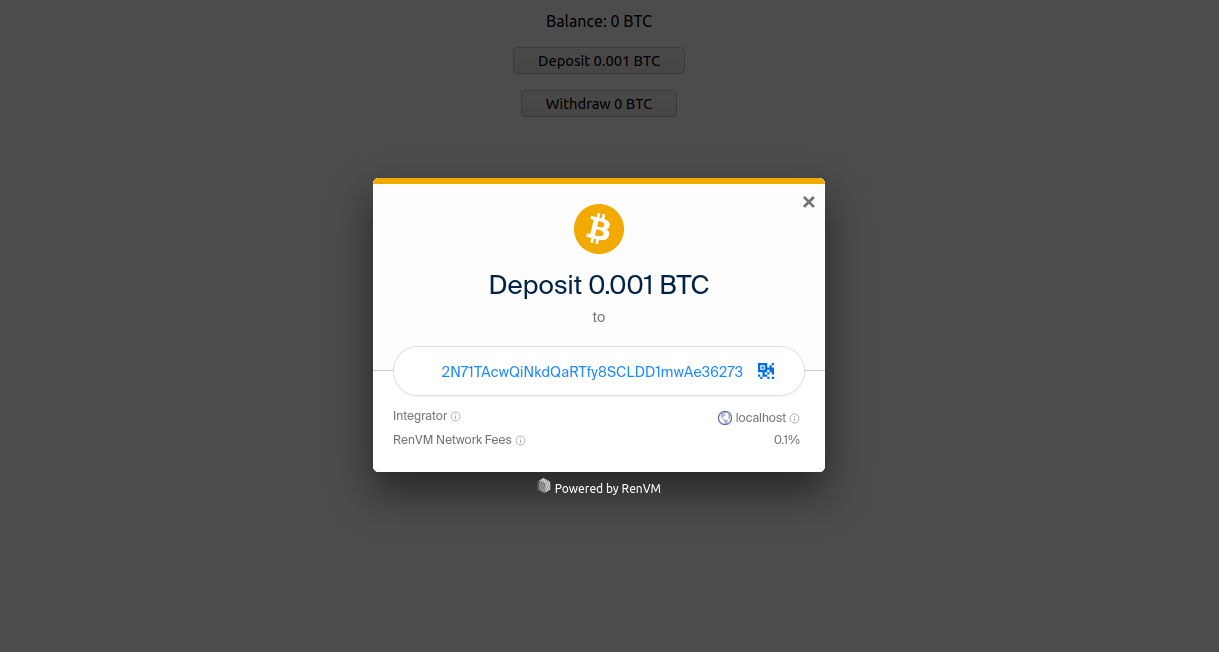 Balance: 0 BTC
Deposit 0.001 BTC
Withdraw 0 BTC
Deposit 0.001 BTC
to
2N71TAcwQiNkdQaRTfy8SCLDD1mwAe36273
Integrator localhost
RenVM Network Fees 0.1%
Powered by RenVM